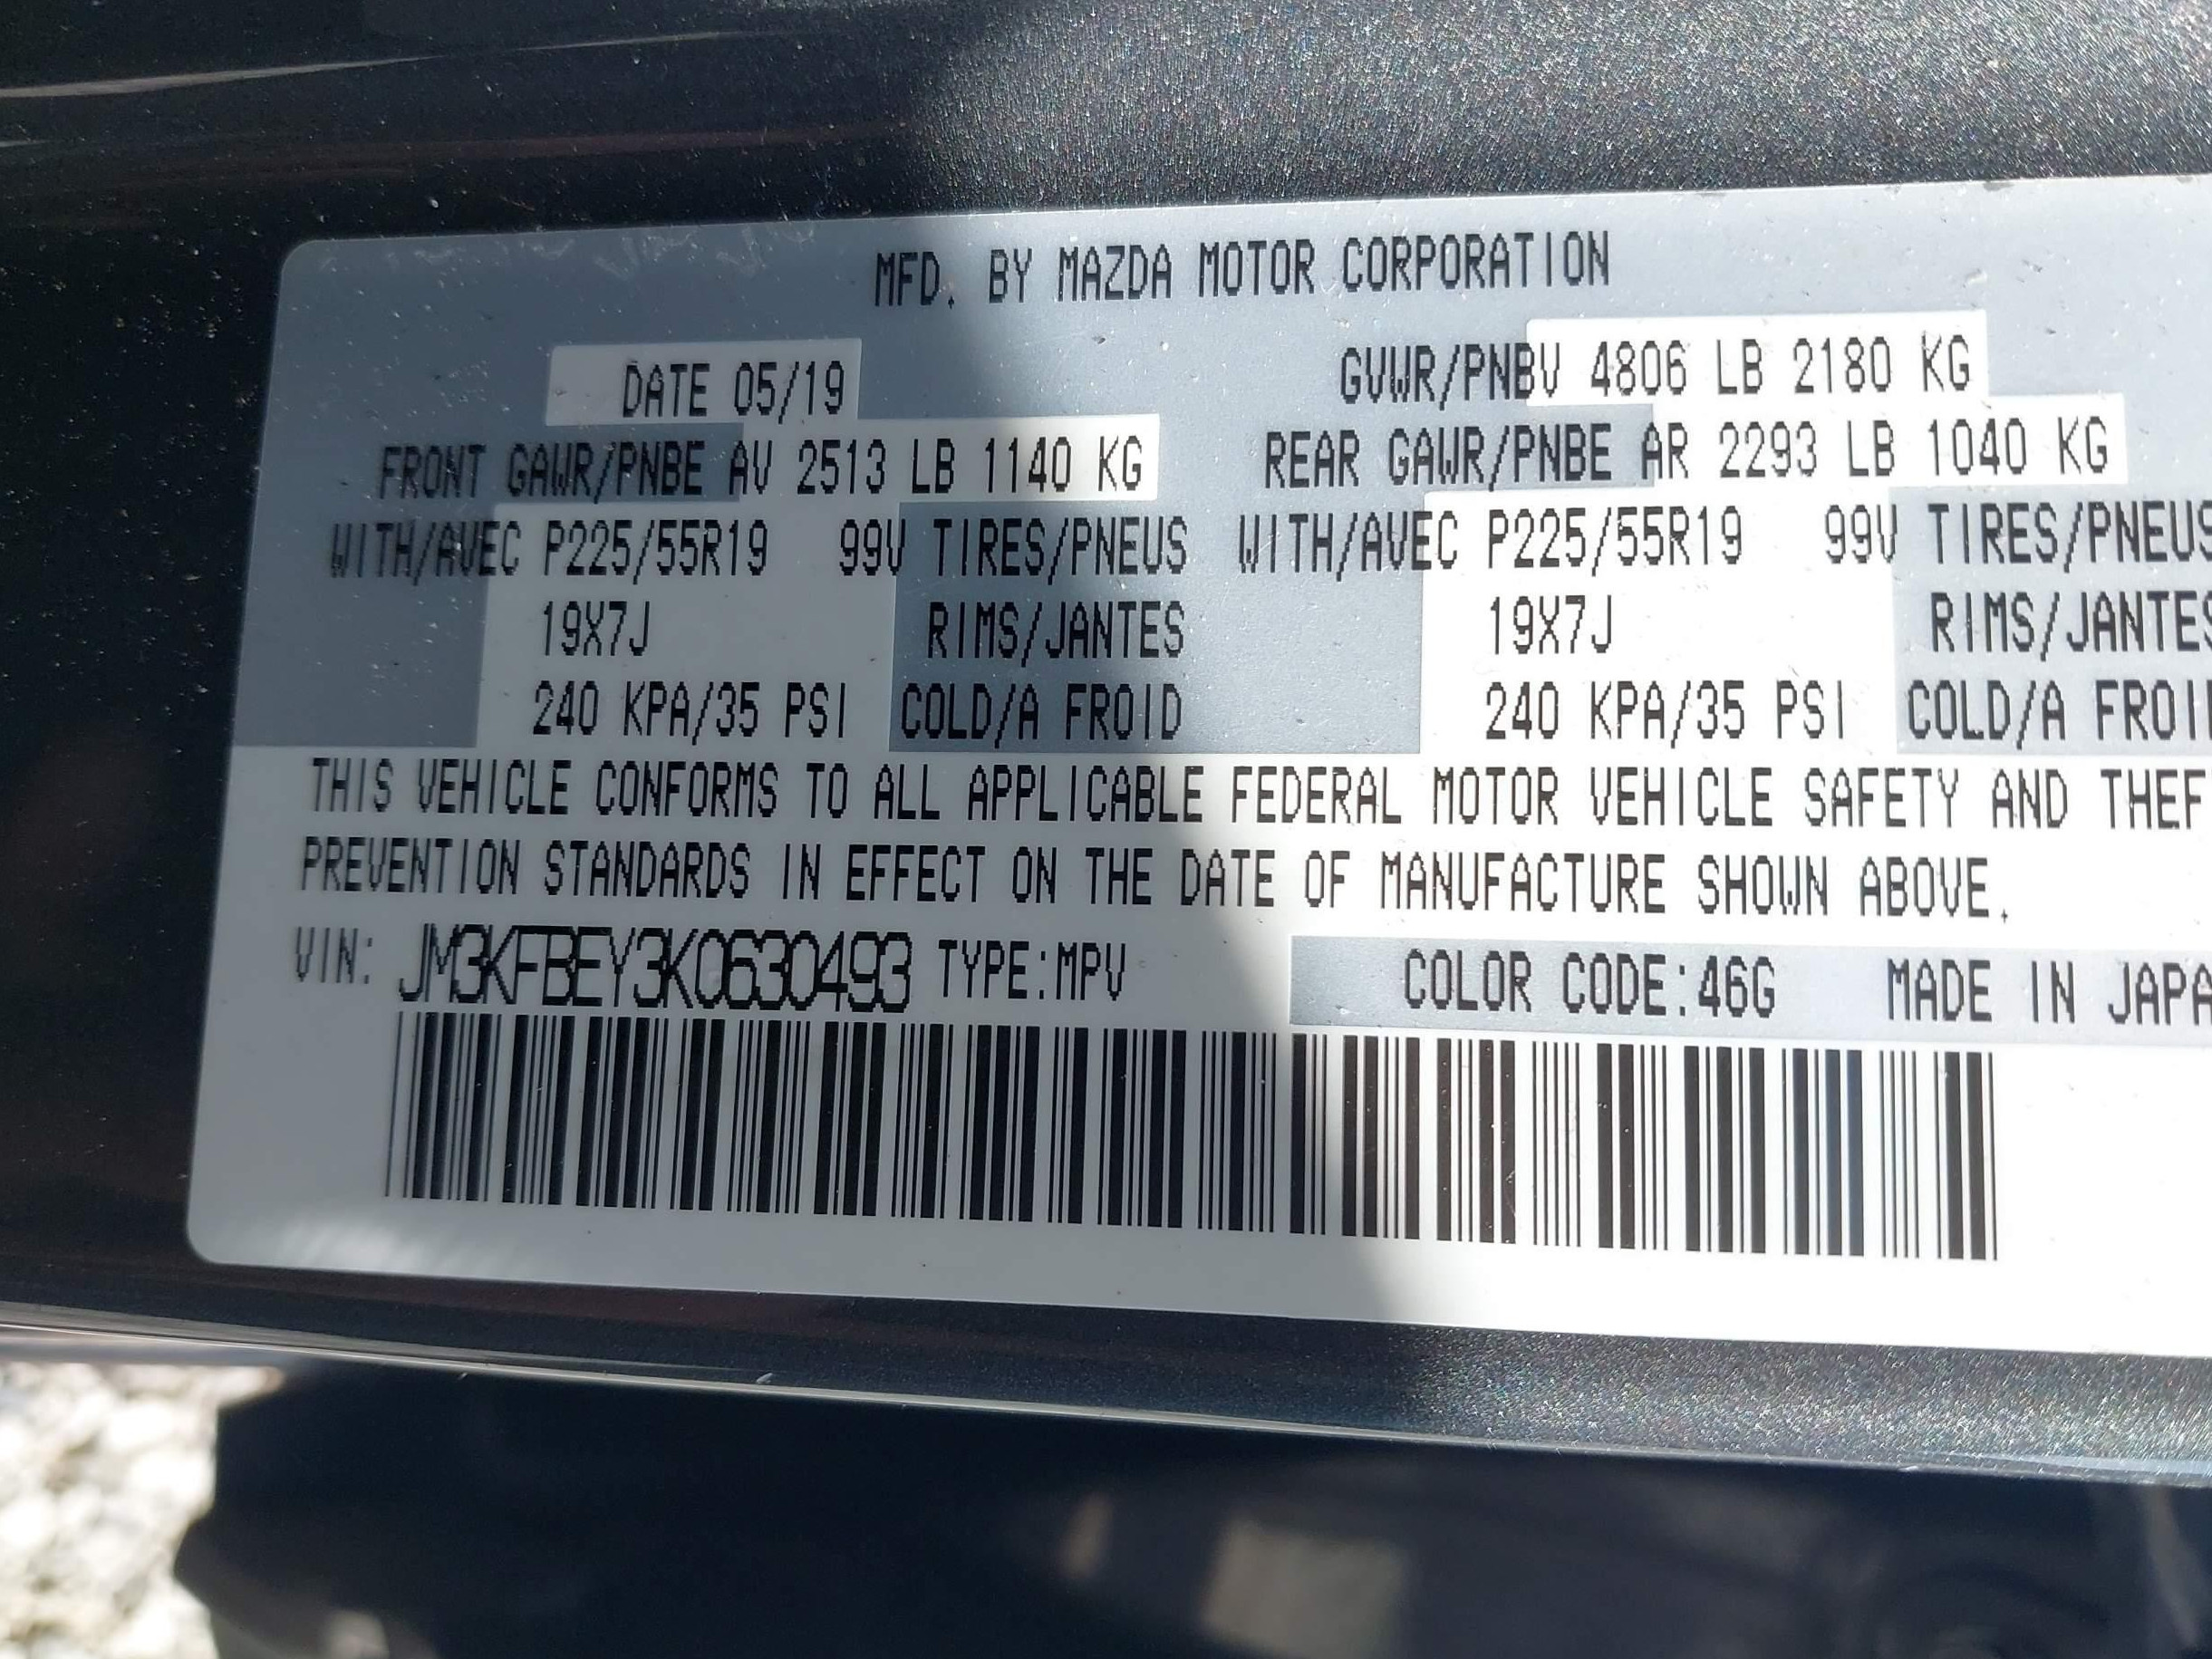 MFD. BY MAZDA MOTOR CORPORATION
DATE 05/19 GVWR/PNBV 4806 LB 2180 KG
FRONT GAWR/PNBE AV 2513 LB 1140 KG REAR GAWR/PNBE AR 2293 LB 1040 KG
WITH/AVEC P225/55R19 99V TIRES/PNEUS WITH/AVEC P225/55R19 99V TIRES/PNEUS
19X7J RIMS/JANTES 19X7J RIMS/JANTES
240 KPA/35 PSI COLD/A FROID 240 KPA/35 PSI COLD/A FROI
THIS VEHICLE CONFORMS TO ALL APPLICABLE FEDERAL MOTOR VEHICLE SAFETY AND THEF
PREVENTION STANDARDS IN EFFECT ON THE DATE OF MANUFACTURE SHOWN ABOVE.
VIN: JM3KFBEY3K0630493 TYPE:MPV COLOR CODE:46G MADE IN JAPA